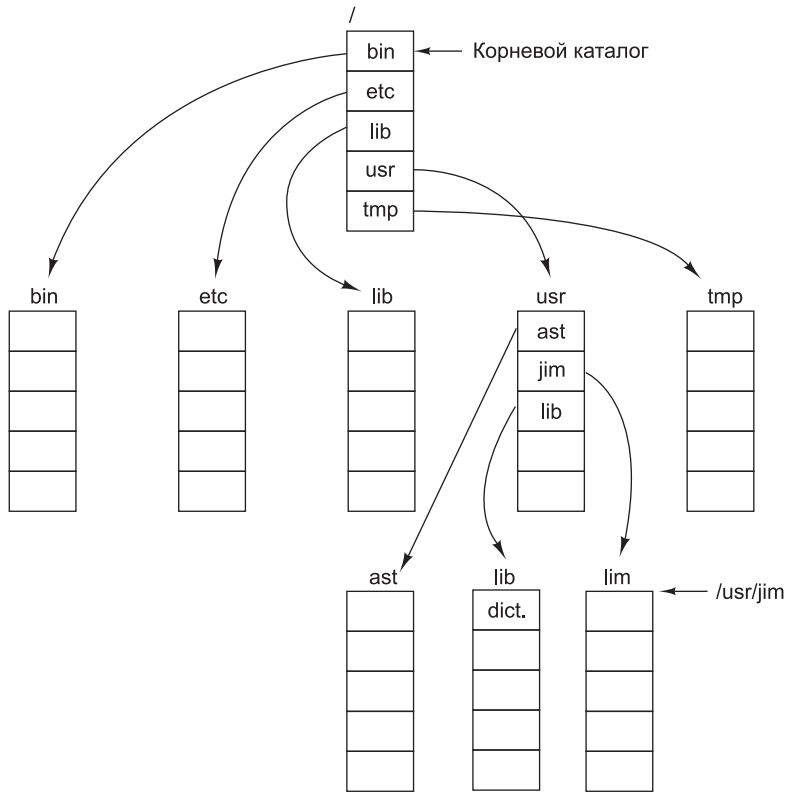 /
bin
Корневой каталог
etc
lib
usr
tmp
bin
etc
lib
usr
tmp
ast
jim
lib
ast
lib
lim
/usr/jim
dict.